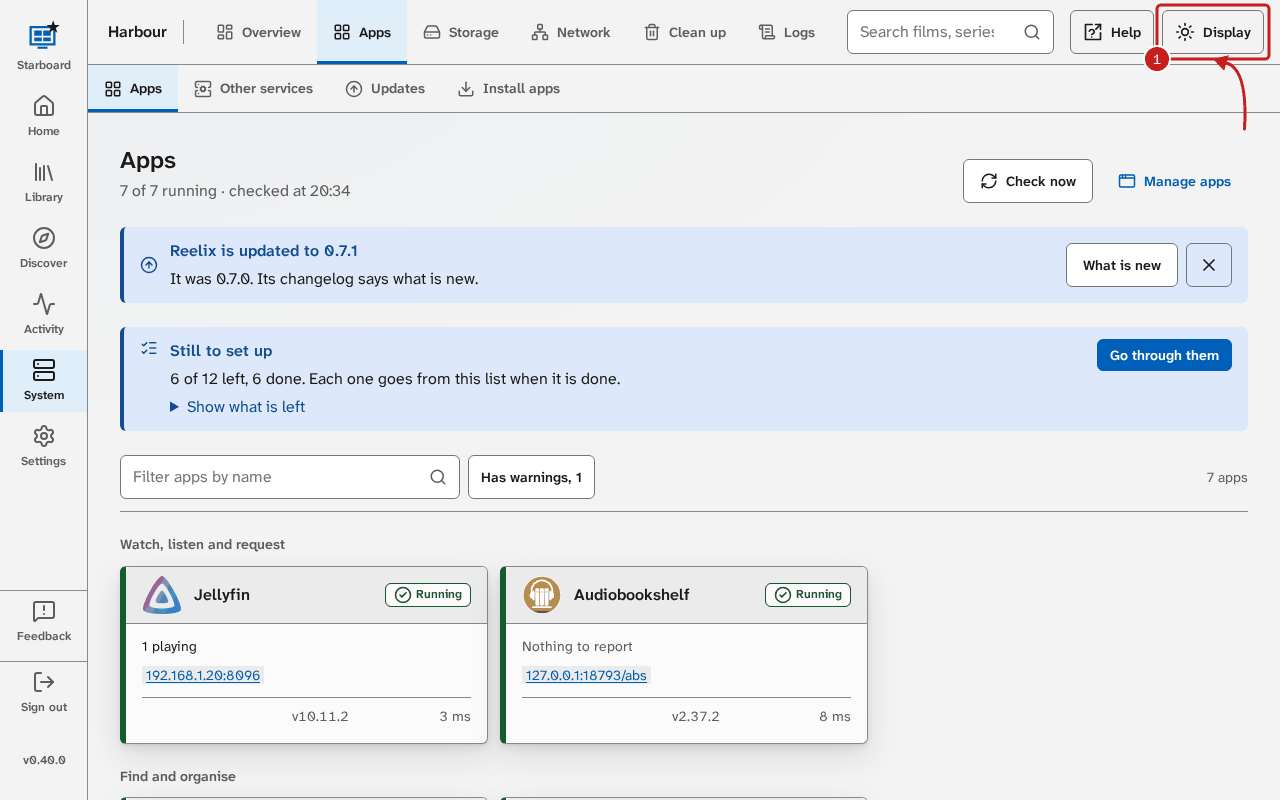 Starboard
Home
Library
Discover
Activity
System
Settings
Feedback
Sign out
v0.40.0
Harbour
Overview
Apps
Storage
Network
Clean up
Logs
Search films, series
Help
Display
1
Apps
Other services
Updates
Install apps
Apps
7 of 7 running · checked at 20:34
Check now
Manage apps
Reelix is updated to 0.7.1
It was 0.7.0. Its changelog says what is new.
What is new
Still to set up
6 of 12 left, 6 done. Each one goes from this list when it is done.
Show what is left
Go through them
Filter apps by name
Has warnings, 1
7 apps
Watch, listen and request
Jellyfin
Running
1 playing
192.168.1.20:8096
v10.11.2
3 ms
Audiobookshelf
Running
Nothing to report
127.0.0.1:18793/abs
v2.37.2
8 ms
Find and organise